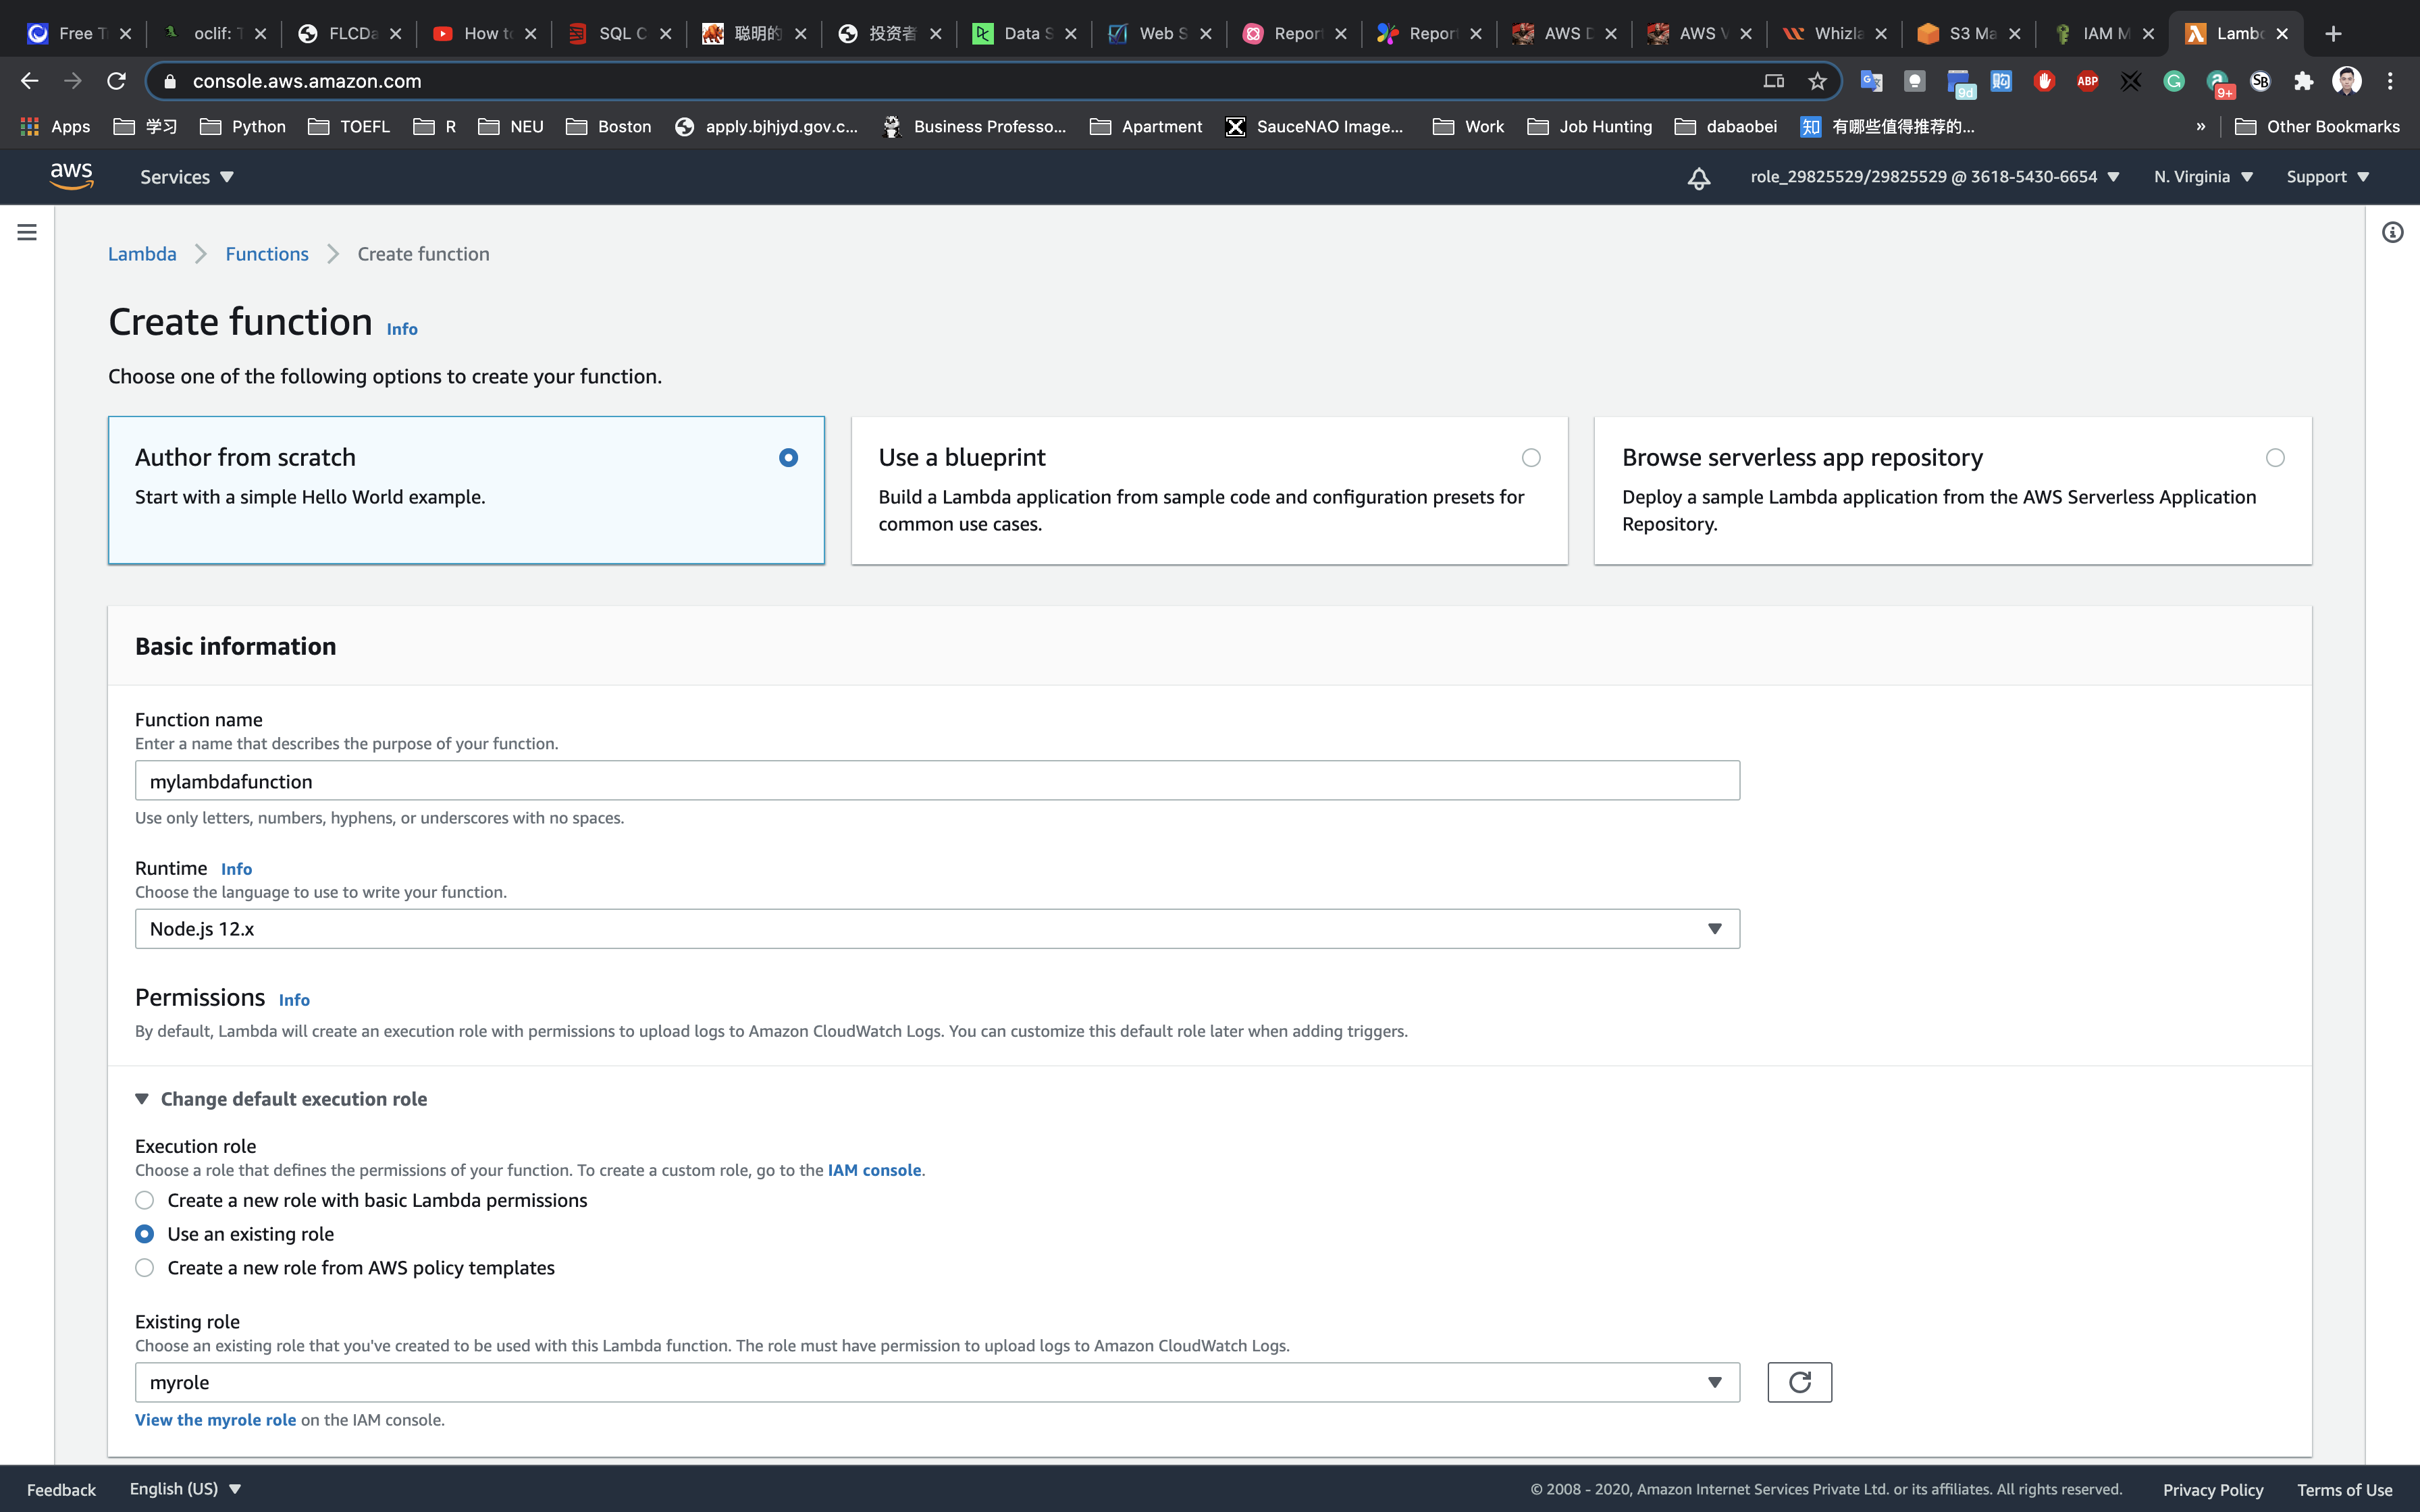 Free T
oclif: T
FLCDa
How to
SQL C
聪明的
投资者
Data S
Web S
Report
Report
AWS D
AWS V
Whizla
S3 Ma
IAM M
Lambd
console.aws.amazon.com
9d
ABP
9+
SB
Apps
学习
Python
TOEFL
R
NEU
Boston
apply.bjhjyd.gov.c...
Business Professo...
Apartment
SauceNAO Image...
Work
Job Hunting
dabaobei
知 有哪些值得推荐的...
»
Other Bookmarks
aws
Services
role_29825529/29825529 @ 3618-5430-6654
N. Virginia
Support
Lambda
Functions
Create function
Create function Info
Choose one of the following options to create your function.
Author from scratch
Start with a simple Hello World example.
Use a blueprint
Build a Lambda application from sample code and configuration presets for
common use cases.
Browse serverless app repository
Deploy a sample Lambda application from the AWS Serverless Application
Repository.
Basic information
Function name
Enter a name that describes the purpose of your function.
mylambdafunction
Use only letters, numbers, hyphens, or underscores with no spaces.
Runtime Info
Choose the language to use to write your function.
Node.js 12.x
Permissions Info
By default, Lambda will create an execution role with permissions to upload logs to Amazon CloudWatch Logs. You can customize this default role later when adding triggers.
Change default execution role
Execution role
Choose a role that defines the permissions of your function. To create a custom role, go to the IAM console.
Create a new role with basic Lambda permissions
Use an existing role
Create a new role from AWS policy templates
Existing role
Choose an existing role that you've created to be used with this Lambda function. The role must have permission to upload logs to Amazon CloudWatch Logs.
myrole
View the myrole role on the IAM console.
Feedback
English (US)
© 2008 - 2020, Amazon Internet Services Private Ltd. or its affiliates. All rights reserved.
Privacy Policy
Terms of Use